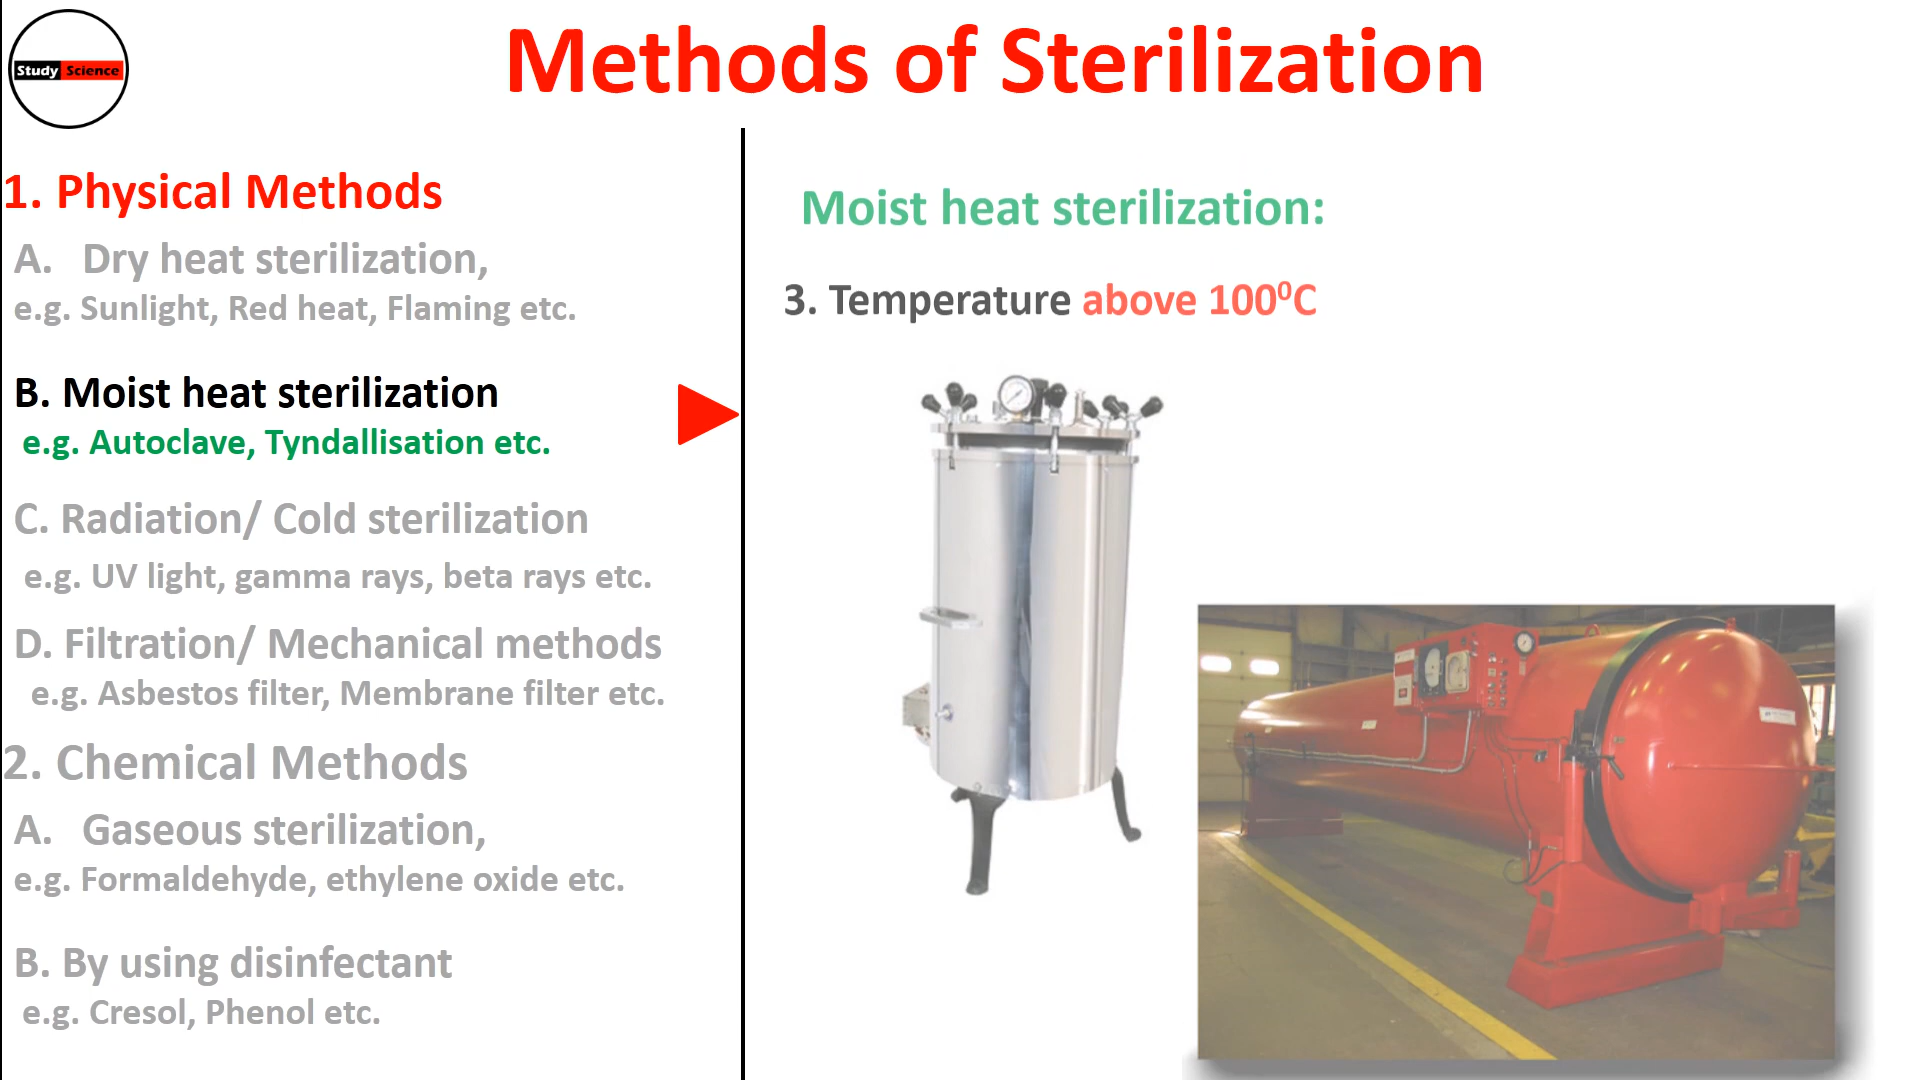 Study Science
Methods of Sterilization
1. Physical Methods
A. Dry heat sterilization,
e.g. Sunlight, Red heat, Flaming etc.
B. Moist heat sterilization
e.g. Autoclave, Tyndallisation etc.
C. Radiation/ Cold sterilization
e.g. UV light, gamma rays, beta rays etc.
D. Filtration/ Mechanical methods
e.g. Asbestos filter, Membrane filter etc.
2. Chemical Methods
A. Gaseous sterilization,
e.g. Formaldehyde, ethylene oxide etc.
B. By using disinfectant
e.g. Cresol, Phenol etc.
Moist heat sterilization:
3. Temperature above 100⁰C